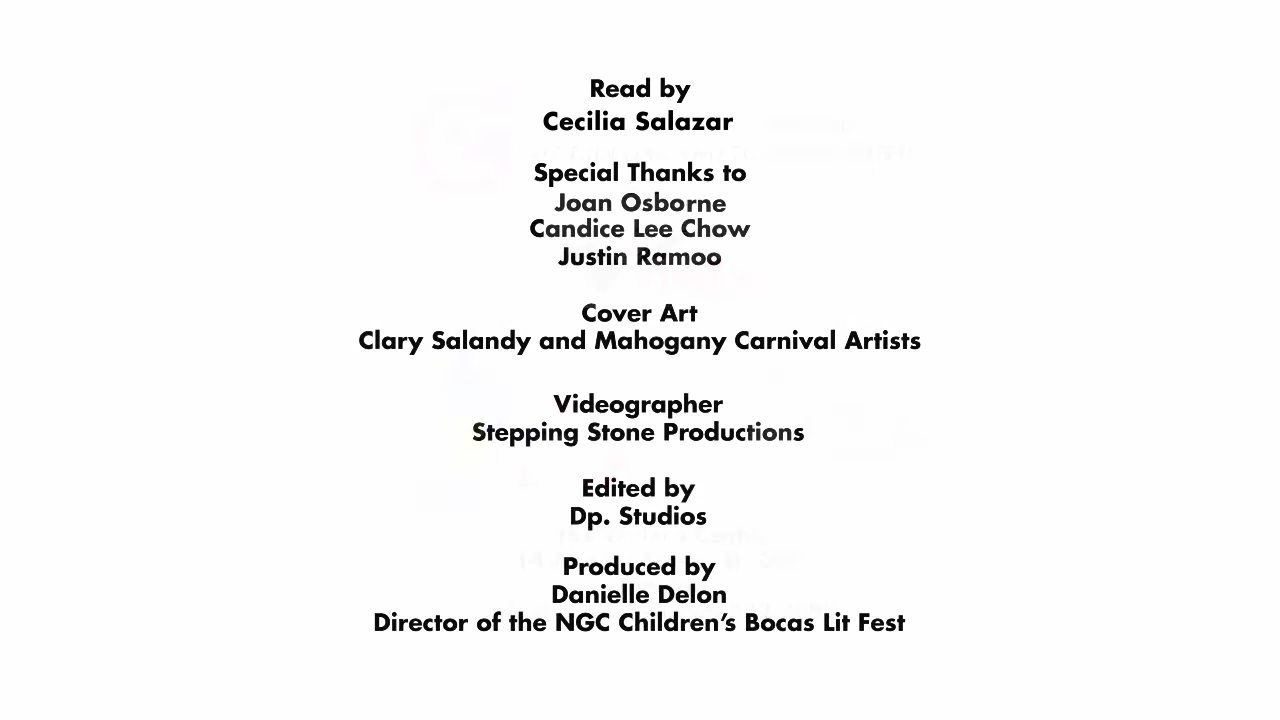 Read by
Cecilia Salazar
Special Thanks to
Joan Osborne
Candice Lee Chow
Justin Ramoo
Cover Art
Clary Salandy and Mahogany Carnival Artists
Videographer
Stepping Stone Productions
Edited by
Dp. Studios
Produced by
Danielle Delon
Director of the NGC Children's Bocas Lit Fest